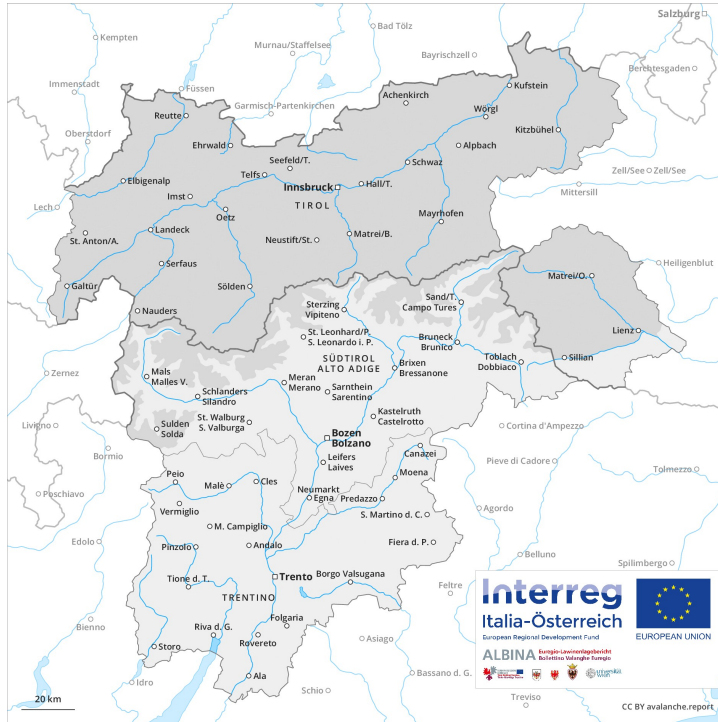 Salzburg
Kempten
Bad Tölz
Murnau/Staffelsee
Bayrischzell
Berchtesgaden
Immenstadt
Füssen
Kufstein
Achenkirch
Garmisch-Partenkirchen
Wörgl
Reutte
Kitzbühel
Oberstdorf
Ehrwald
Alpbach
Seefeld/T.
Schwaz
Telfs
Zell/See
Zell/See
Elbigenalp
Innsbruck
Hall/T.
Mittersill
Imst
TIROL
Lech
Oetz
Mayrhofen
Landeck
St. Anton/A.
Neustift/St.
Matrei/B.
Serfaus
Heiligenblut
Matrei/O.
Galtür
Sölden
Sand/T.
Campo Tures
Sterzing
Vipiteno
Nauders
St. Leonhard/P.
S. Leonardo i. P.
Lienz
Bruneck
Brunico
SÜDTIROL
ALTO ADIGE
Toblach
Dobbiaco
Sillian
Brixen
Bressanone
Zernez
Mals
Malles V.
Meran
Merano
Sarnthein
Sarentino
Schlanders
Silandro
St. Walburg
S. Valburga
Kastelruth
Castelrotto
Livigno
Sulden
Solda
Cortina d'Ampezzo
Bozen
Bolzano
Bormio
Canazei
Leifers
Laives
Pieve di Cadore
Tolmezzo
Peio
Moena
Malè
Cles
Poschiavo
Neumarkt
Egna
Predazzo
Vermiglio
Agordo
S. Martino d. C.
M. Campiglio
Edolo
Pinzolo
Andalo
Fiera d. P.
Belluno
Spilimbergo
Tione d. T.
Trento
Borgo Valsugana
Feltre
TRENTINO
Bienno
Folgaria
Riva d. G.
Rovereto
Asiago
Storo
Ala
Idro
Schio
Bassano d. G.
Treviso
20 km
Interreg
Italia-Österreich
European Regional Development Fund
EUROPEAN UNION
ALBINA
Euregio-Lawinenlagebericht
Bollettino Valanghe Euregio
universität
wien
CC BY avalanche.report